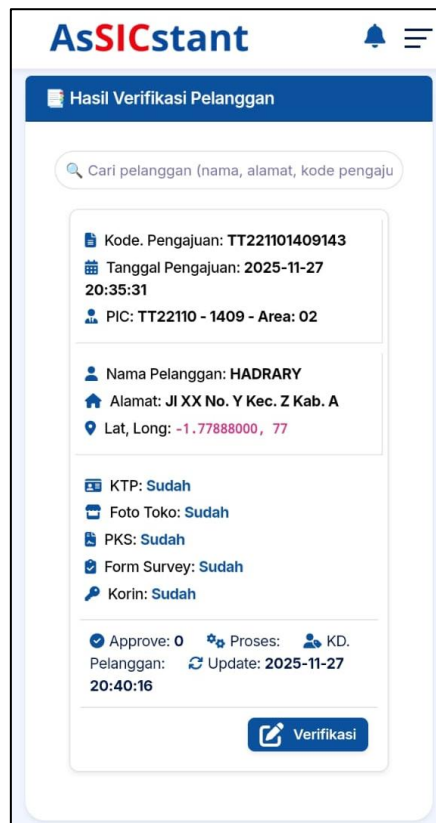 AsSICstant
Hasil Verifikasi Pelanggan
Cari pelanggan (nama, alamat, kode pengaju
Kode. Pengajuan: TT221101409143
Tanggal Pengajuan: 2025-11-27
20:35:31
PIC: TT22110 - 1409 - Area: 02
Nama Pelanggan: HADRARY
Alamat: Jl XX No. Y Kec. Z Kab. A
Lat, Long: -1.77888000, 77
KTP: Sudah
Foto Toko: Sudah
PKS: Sudah
Form Survey: Sudah
Korin: Sudah
Approve: 0 Proses: KD.
Pelanggan: Update: 2025-11-27
20:40:16
Verifikasi